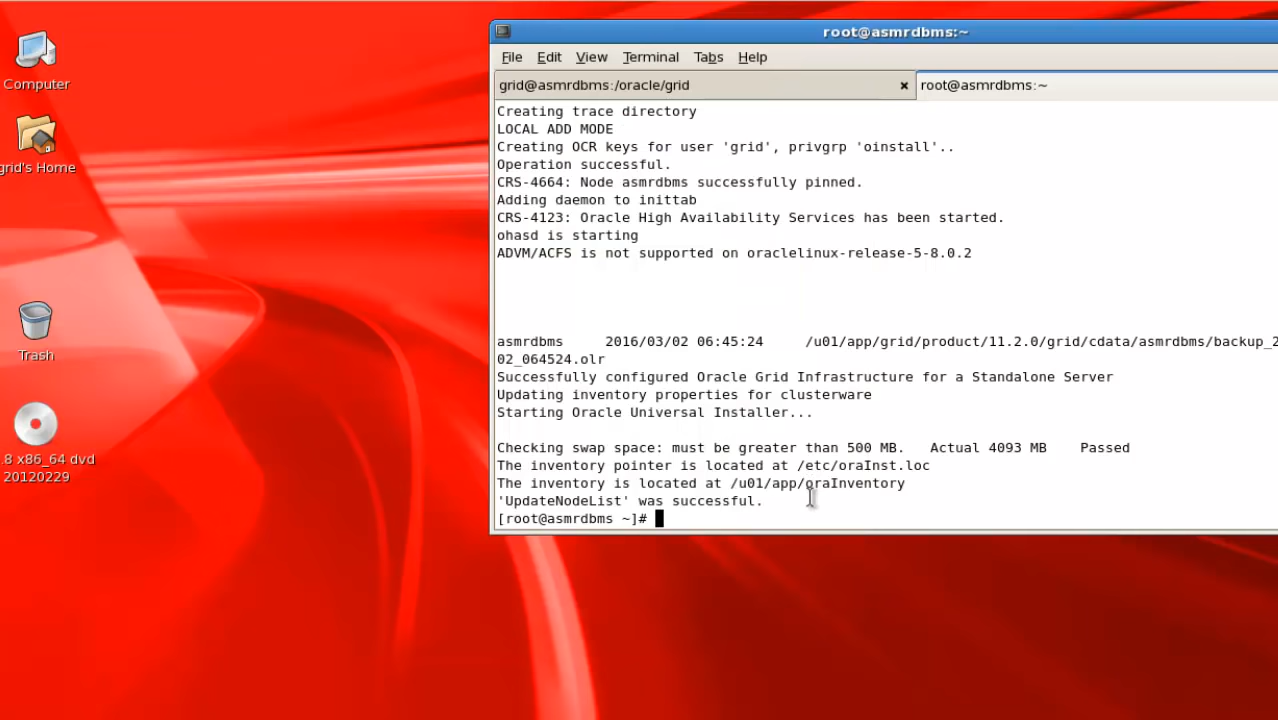 Computer
grid's Home
Trash
.8 x86_64 dvd
20120229
root@asmrdbms:~
File Edit View Terminal Tabs Help
grid@asmrdbms:/oracle/grid
root@asmrdbms:~
Creating trace directory
LOCAL ADD MODE
Creating OCR keys for user 'grid', privgrp 'oinstall'..
Operation successful.
CRS-4664: Node asmrdbms successfully pinned.
Adding daemon to inittab
CRS-4123: Oracle High Availability Services has been started.
ohasd is starting
ADVM/ACFS is not supported on oraclelinux-release-5-8.0.2
asmrdbms     2016/03/02 06:45:24     /u01/app/grid/product/11.2.0/grid/cdata/asmrdbms/backup_2
02_064524.olr
Successfully configured Oracle Grid Infrastructure for a Standalone Server
Updating inventory properties for clusterware
Starting Oracle Universal Installer...
Checking swap space: must be greater than 500 MB.   Actual 4093 MB    Passed
The inventory pointer is located at /etc/oraInst.loc
The inventory is located at /u01/app/oraInventory
'UpdateNodeList' was successful.
[root@asmrdbms ~]#